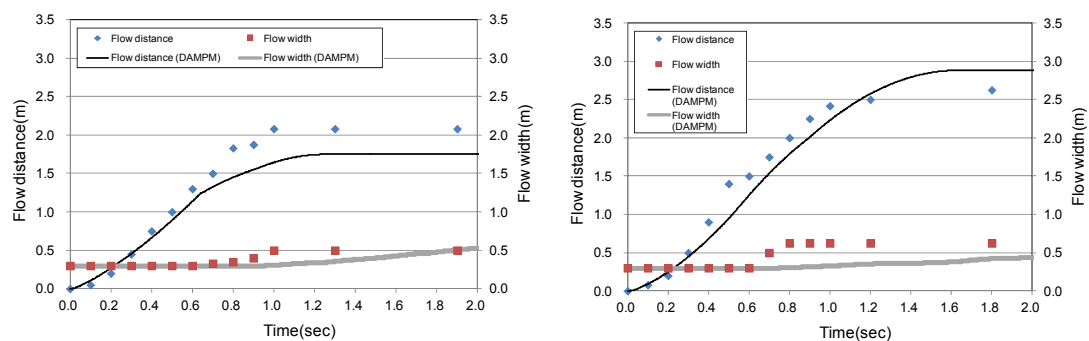 3.5
3.0
2.5
2.0
1.5
1.0
0.5
0.0
Flow distance(m)
Flow distance
Flow width
Flow distance (DAMPM)
Flow width (DAMPM)
3.5
3.0
2.5
2.0
1.5
1.0
0.5
0.0
Flow width(m)
0.0 0.2 0.4 0.6 0.8 1.0 1.2 1.4 1.6 1.8 2.0
Time(sec)
3.5
3.0
2.5
2.0
1.5
1.0
0.5
0.0
Flow distance(m)
Flow distance
Flow width
Flow distance
(DAMPM)
Flow width
(DAMPM)
3.5
3.0
2.5
2.0
1.5
1.0
0.5
0.0
Flow width(m)
0.0 0.2 0.4 0.6 0.8 1.0 1.2 1.4 1.6 1.8 2.0
Time(sec)